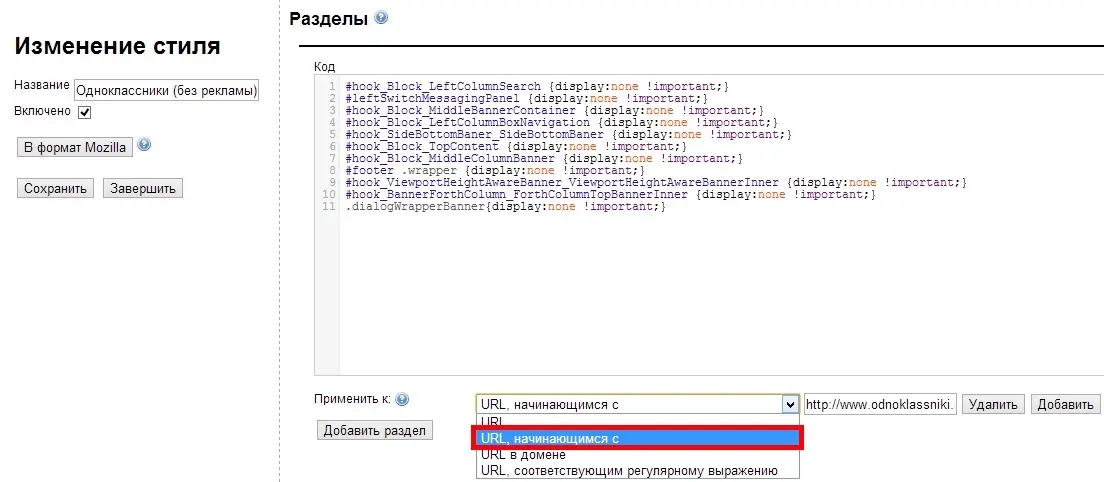 Изменение стиля
Название Одноклассники (без рекламы)
Включено
В формат Mozilla
Сохранить Завершить
Разделы
Код
1 #hook_Block_LeftColumnSearch {display:none !important;}
2 #leftSwitchMessagingPanel {display:none !important;}
3 #hook_Block_MiddleBannerContainer {display:none !important;}
4 #hook_Block_LeftColumnBoxNavigation {display:none !important;}
5 #hook_SideBottomBaner_SideBottomBaner {display:none !important;}
6 #hook_Block_TopContent {display:none !important;}
7 #hook_Block_MiddleColumnBanner {display:none !important;}
8 #footer .wrapper {display:none !important;}
9 #hook_ViewportHeightAwareBanner_ViewportHeightAwareBannerInner {display:none !important;}
10 #hook_BannerForthColumn_ForthColumnTopBannerInner {display:none !important;}
11 .dialogWrapperBanner{display:none !important;}
Применить к: URL, начинающимся с http://www.odnoklassniki. Удалить Добавить
Добавить раздел
URL
URL, начинающимся с
URL в домене
URL, соответствующим регулярному выражению